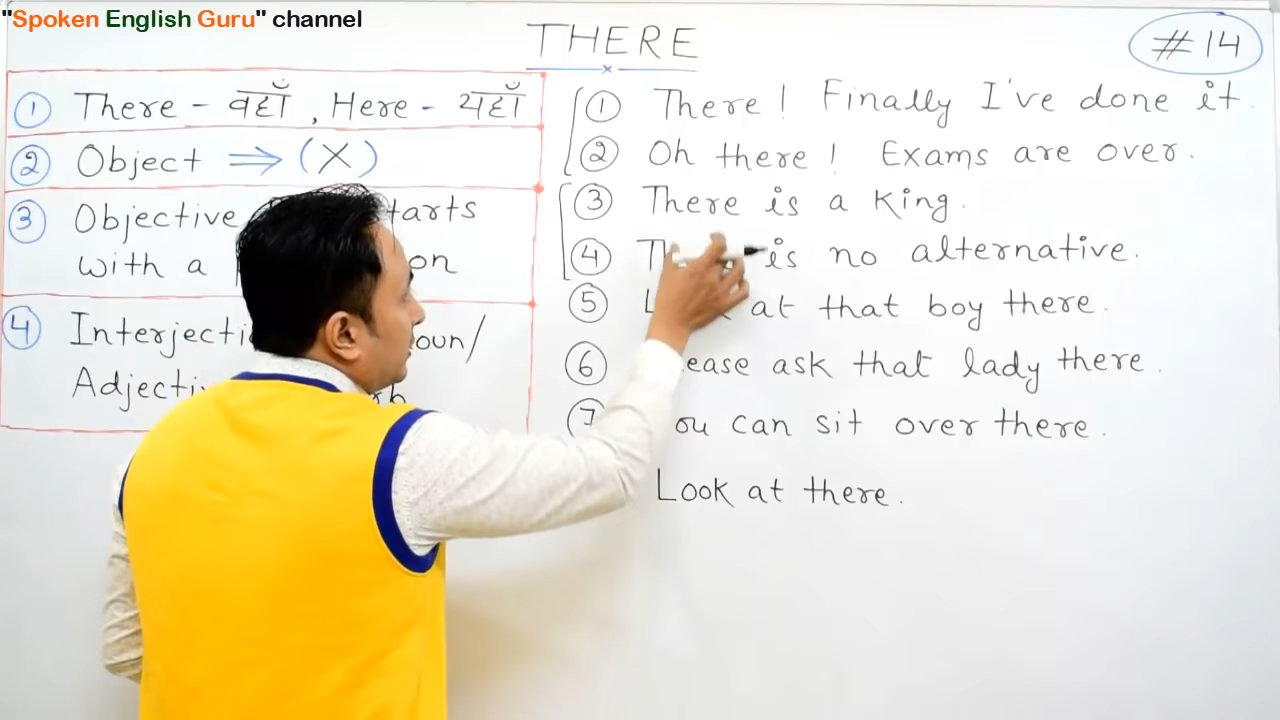 "Spoken English Guru" channel
THERE
#14
① There - वहाँ , Here - यहाँ
② Object ⇒ (X)
③ Objective starts
with a on
④ Interjecti oun/
Adjecti
① There! Finally I've done it.
② Oh there! Exams are over.
③ There is a King.
④ is no alternative.
⑤ at that boy there.
⑥ ease ask that lady there.
⑦ ou can sit over there.
Look at there.